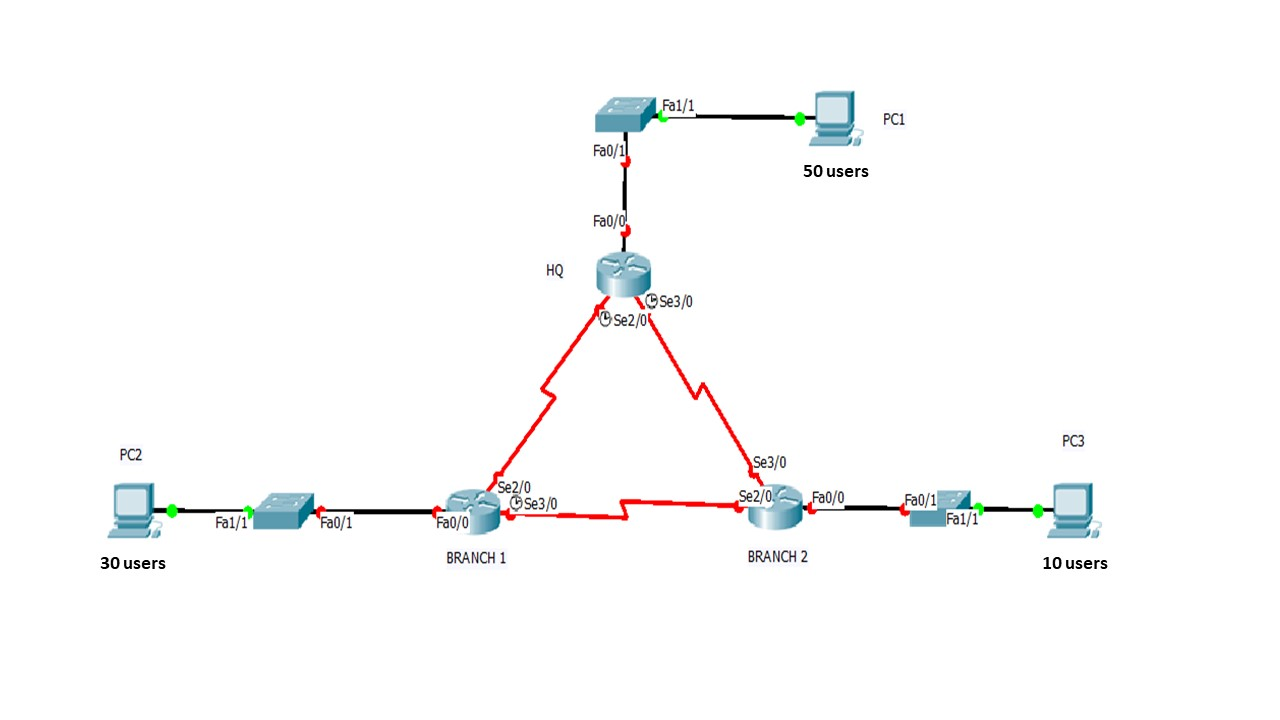 Fa1/1
PC1
Fa0/1
50 users
Fa0/0
HQ
Se3/0
Se2/0
PC2
PC3
Se3/0
Se2/0
Se3/0
Se2/0
Fa0/0
Fa0/1
Fa1/1
Fa0/1
Fa0/0
Fa1/1
BRANCH 1
BRANCH 2
30 users
10 users